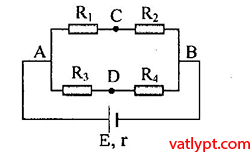 C
R1 R2
A B
R3 D R4
E, r
vatlypt.com